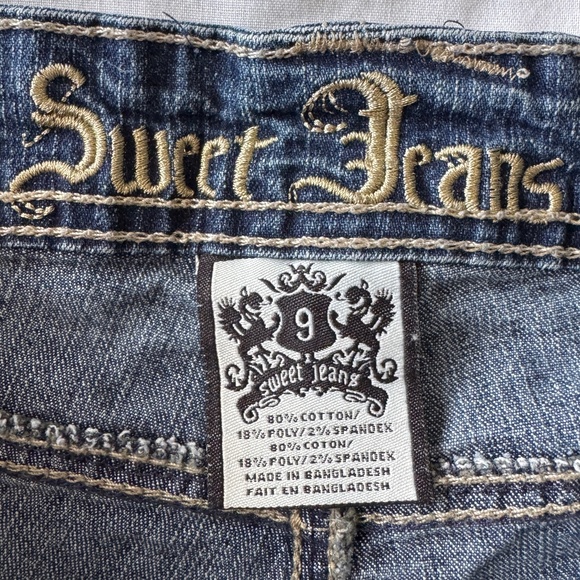 Sweet Jeans
9
sweet jeans
80% COTTON/
18% POLY/2% SPANDEX
80% COTON/
18% POLY/2% SPANDEX
MADE IN BANGLADESH
FAIT EN BANGLADESH